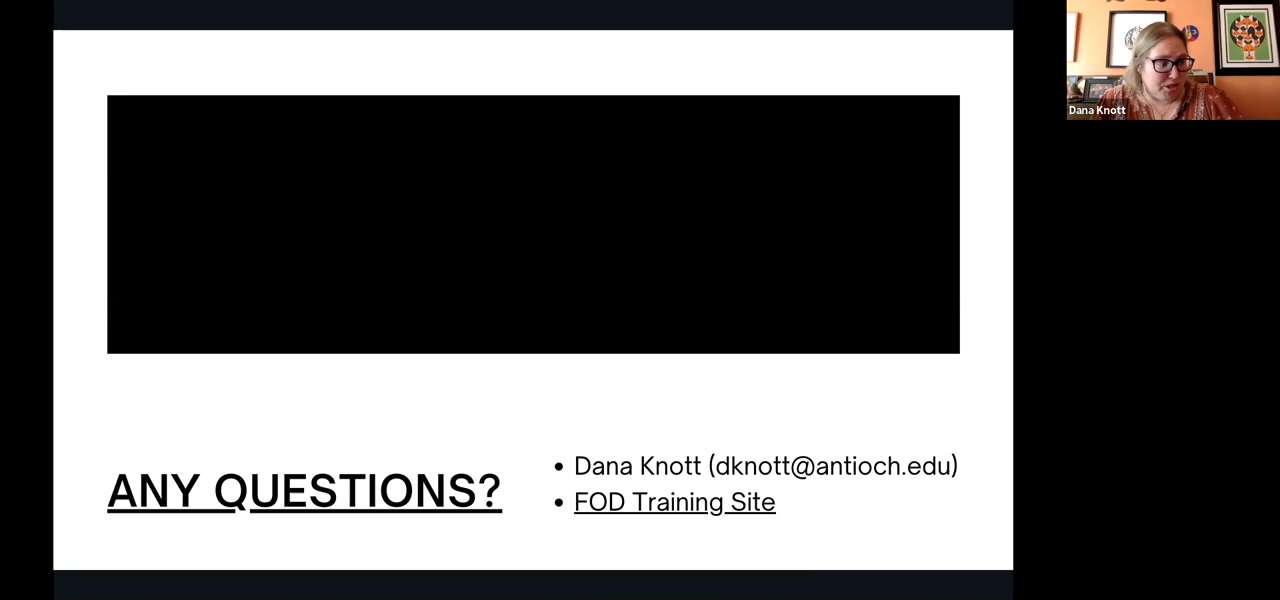 Dana Knott
ANY QUESTIONS?
• Dana Knott (dknott@antioch.edu)
• FOD Training Site